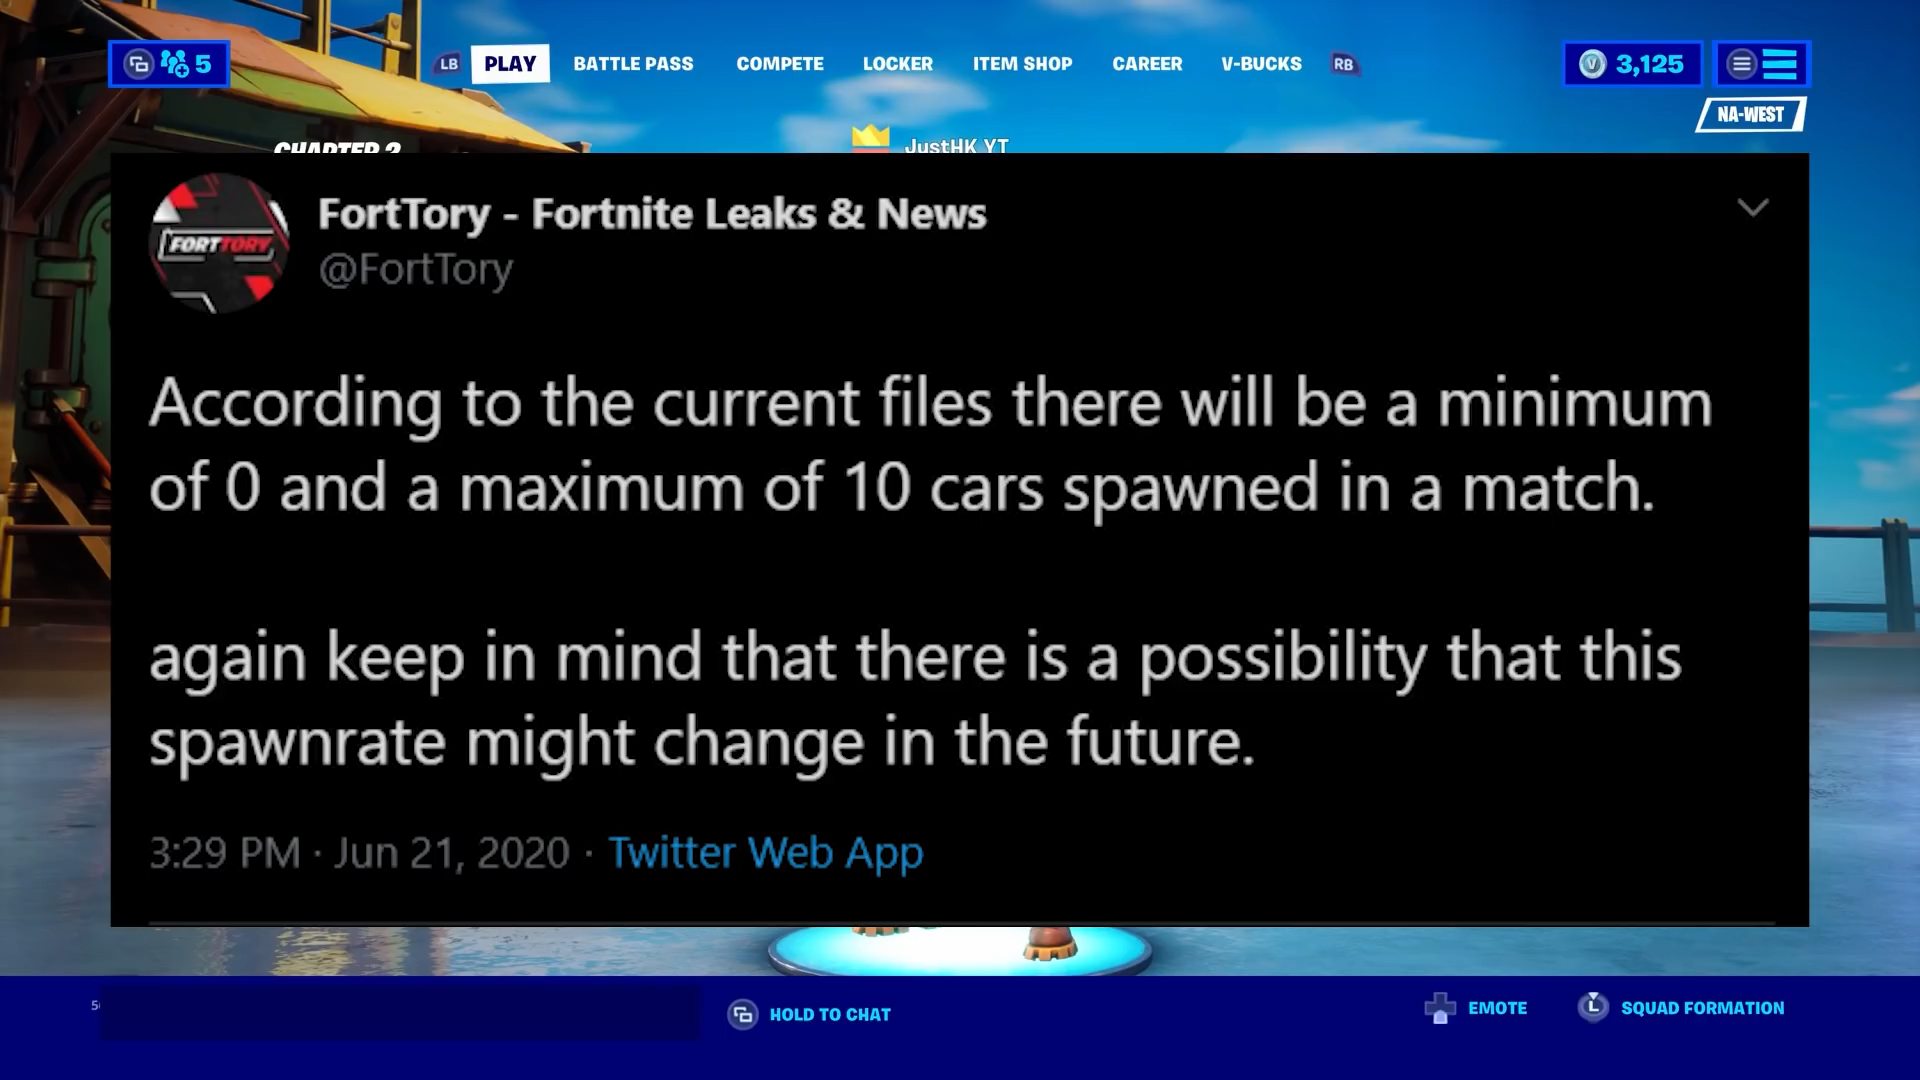 5
LB
PLAY
BATTLE PASS
COMPETE
LOCKER
ITEM SHOP
CAREER
V-BUCKS
RB
3,125
NA-WEST
CHAPTER 2
JustHK YT
FORTTORY
FortTory - Fortnite Leaks & News
@FortTory
According to the current files there will be a minimum
of 0 and a maximum of 10 cars spawned in a match.
again keep in mind that there is a possibility that this
spawnrate might change in the future.
3:29 PM · Jun 21, 2020 · Twitter Web App
HOLD TO CHAT
EMOTE
L
SQUAD FORMATION